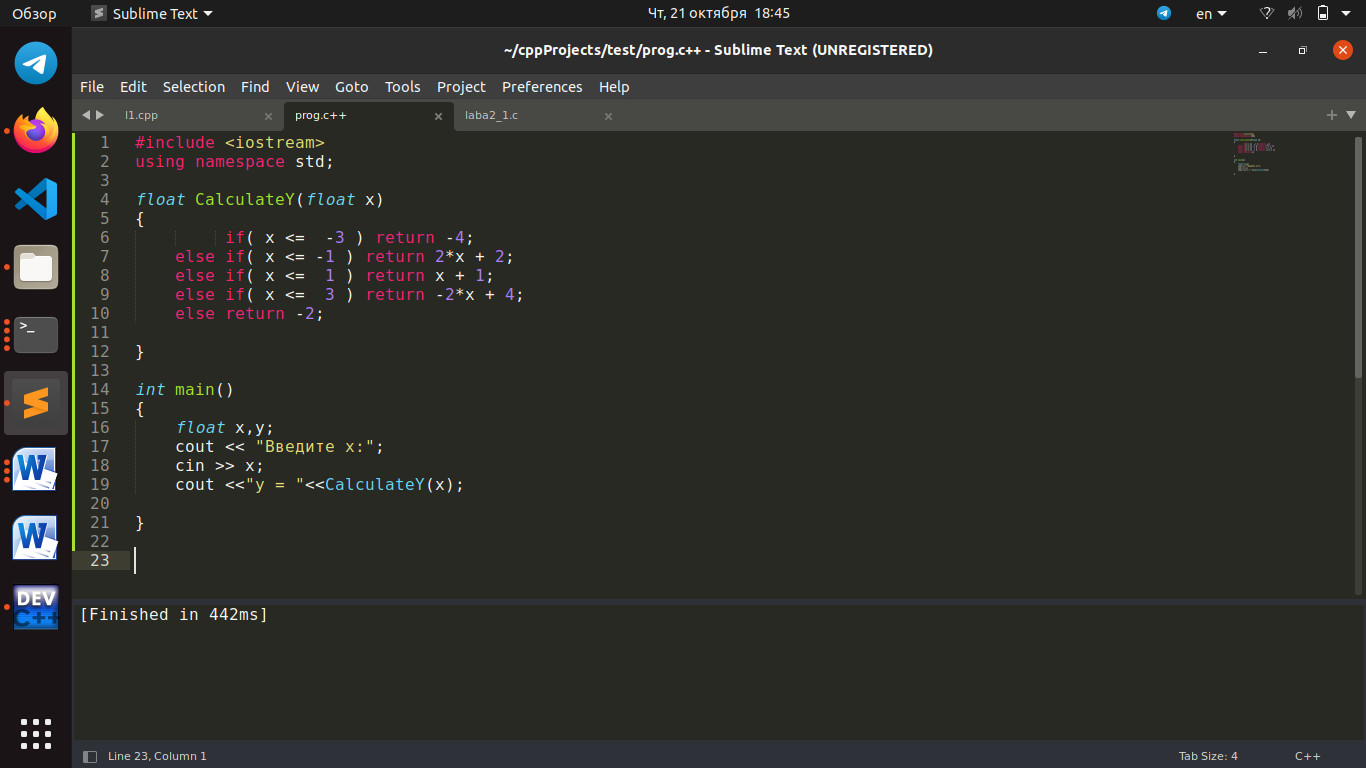 Обзор Sublime Text Чт, 21 октября 18:45 en
~/cppProjects/test/prog.c++ - Sublime Text (UNREGISTERED)
File Edit Selection Find View Goto Tools Project Preferences Help
l1.cpp prog.c++ laba2_1.c
1 #include <iostream>
2 using namespace std;
3
4 float CalculateY(float x)
5 {
6 if( x <=  -3 ) return -4;
7 else if( x <= -1 ) return 2*x + 2;
8 else if( x <=  1 ) return x + 1;
9 else if( x <=  3 ) return -2*x + 4;
10 else return -2;
11
12 }
13
14 int main()
15 {
16 float x,y;
17 cout << "Введите x:";
18 cin >> x;
19 cout <<"y = "<<CalculateY(x);
20
21 }
22
23
[Finished in 442ms]
Line 23, Column 1 Tab Size: 4 C++
>_
W
W
DEV
C++